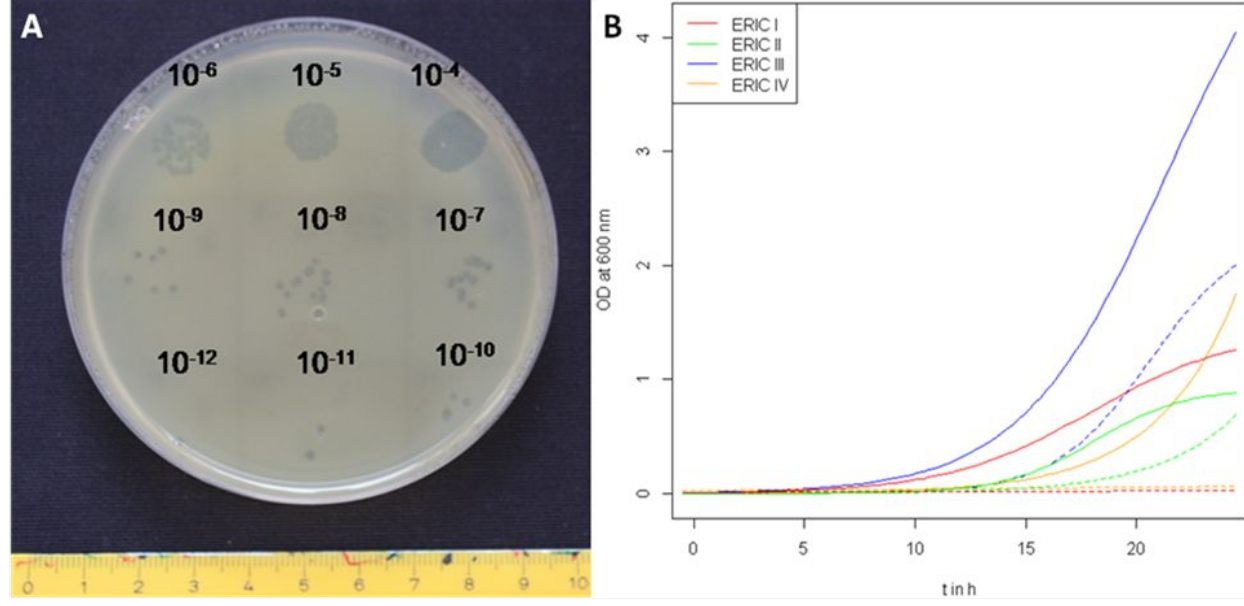 A
10⁻⁶ 10⁻⁵ 10⁻⁴
10⁻⁹ 10⁻⁸ 10⁻⁷
10⁻¹² 10⁻¹¹ 10⁻¹⁰
0 1 2 3 4 5 6 7 8 9 10
B
ERIC I
ERIC II
ERIC III
ERIC IV
OD at 600 nm
4
3
2
1
0
0 5 10 15 20
t in h